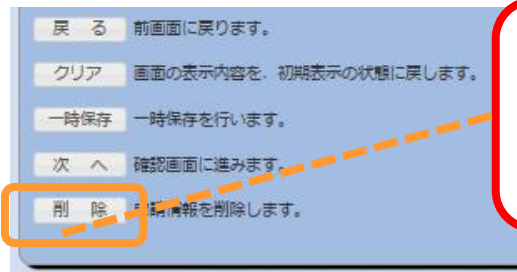 戻 る 前画面に戻ります。
クリア 画面の表示内容を、初期表示の状態に戻します。
一時保存 一時保存を行います。
次 へ 確認画面に進みます。
削 除 申請情報を削除します。